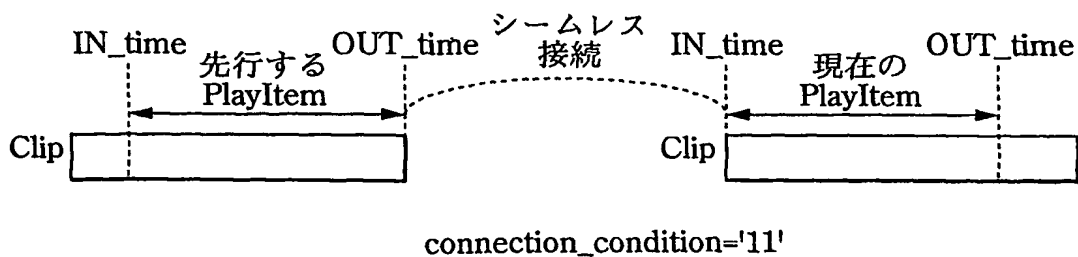 IN_time
OUT_time
シームレス
接続
IN_time
OUT_time
先行する
PlayItem
現在の
PlayItem
Clip
Clip
connection_condition='11'